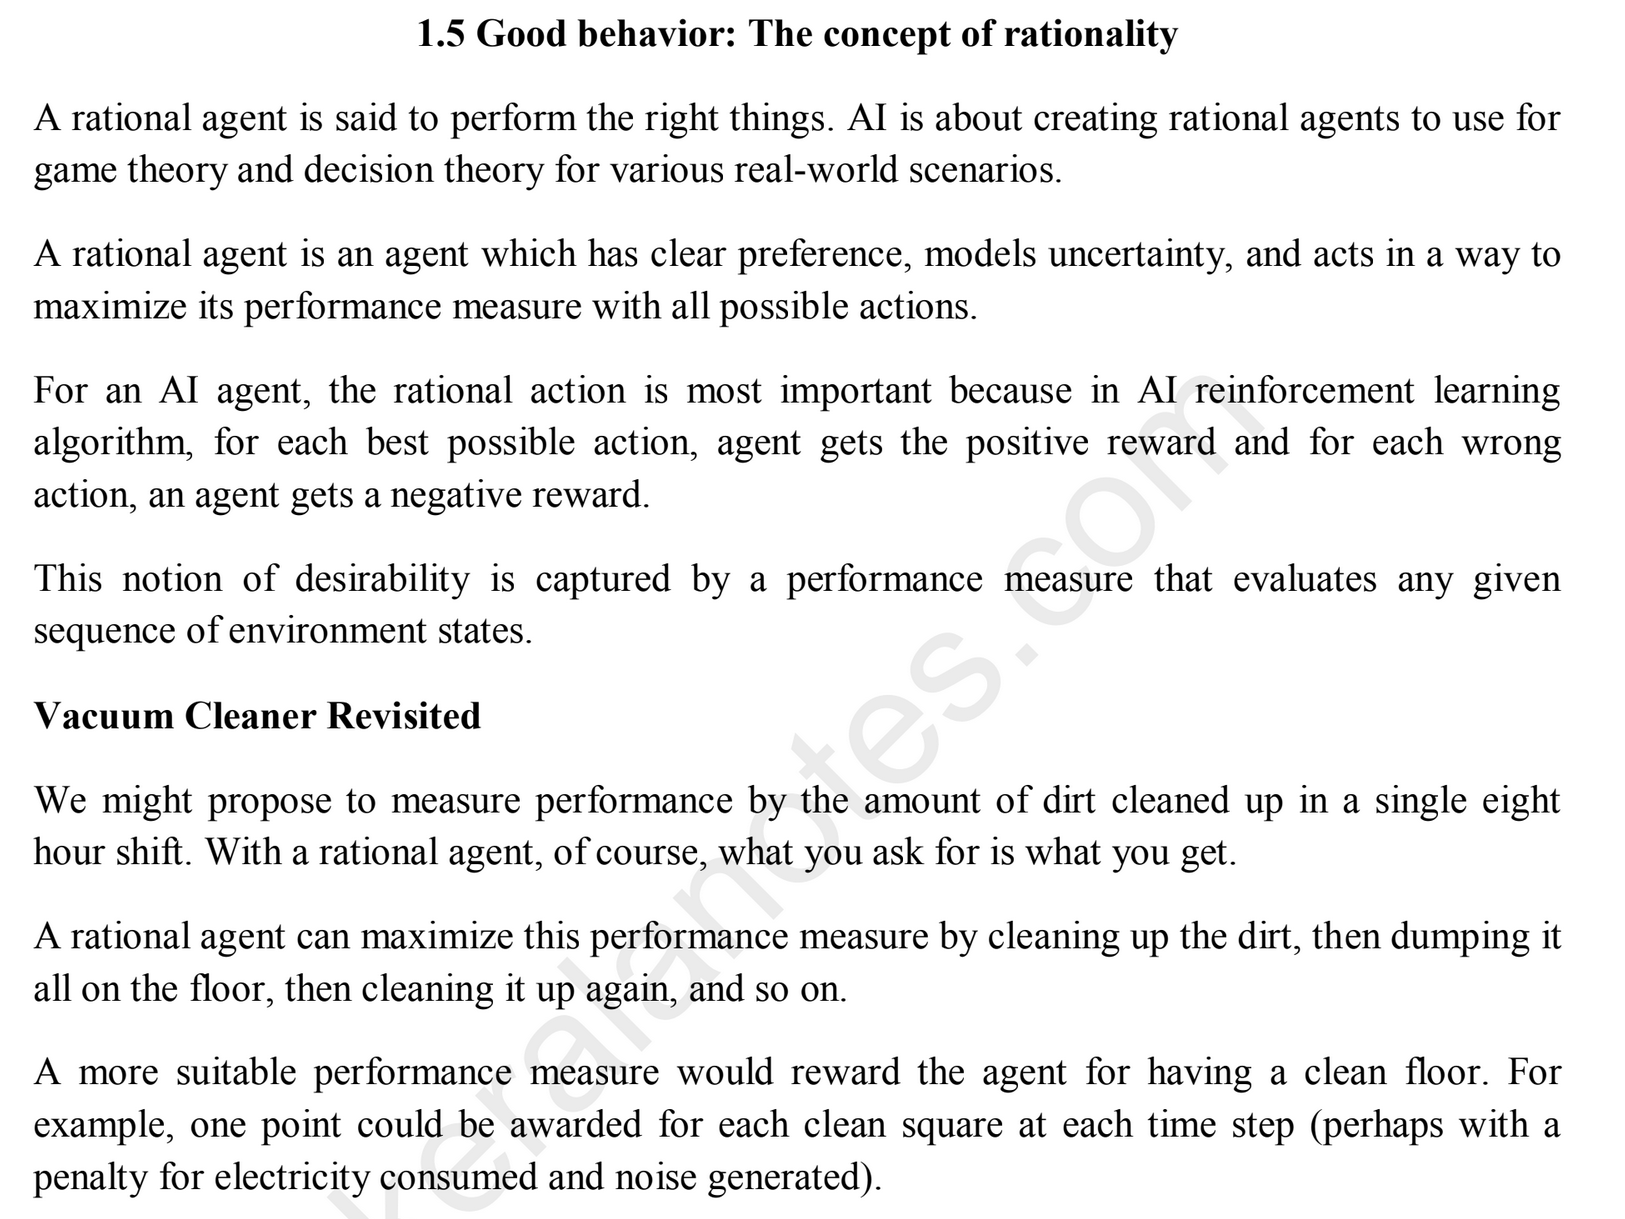 1.5 Good behavior: The concept of rationality
A rational agent is said to perform the right things. AI is about creating rational agents to use for
game theory and decision theory for various real-world scenarios.
A rational agent is an agent which has clear preference, models uncertainty, and acts in a way to
maximize its performance measure with all possible actions.
For an AI agent, the rational action is most important because in AI reinforcement learning
algorithm, for each best possible action, agent gets the positive reward and for each wrong
action, an agent gets a negative reward.
This notion of desirability is captured by a performance measure that evaluates any given
sequence of environment states.
Vacuum Cleaner Revisited
We might propose to measure performance by the amount of dirt cleaned up in a single eight
hour shift. With a rational agent, of course, what you ask for is what you get.
A rational agent can maximize this performance measure by cleaning up the dirt, then dumping it
all on the floor, then cleaning it up again, and so on.
A more suitable performance measure would reward the agent for having a clean floor. For
example, one point could be awarded for each clean square at each time step (perhaps with a
penalty for electricity consumed and noise generated).
keralanotes.com